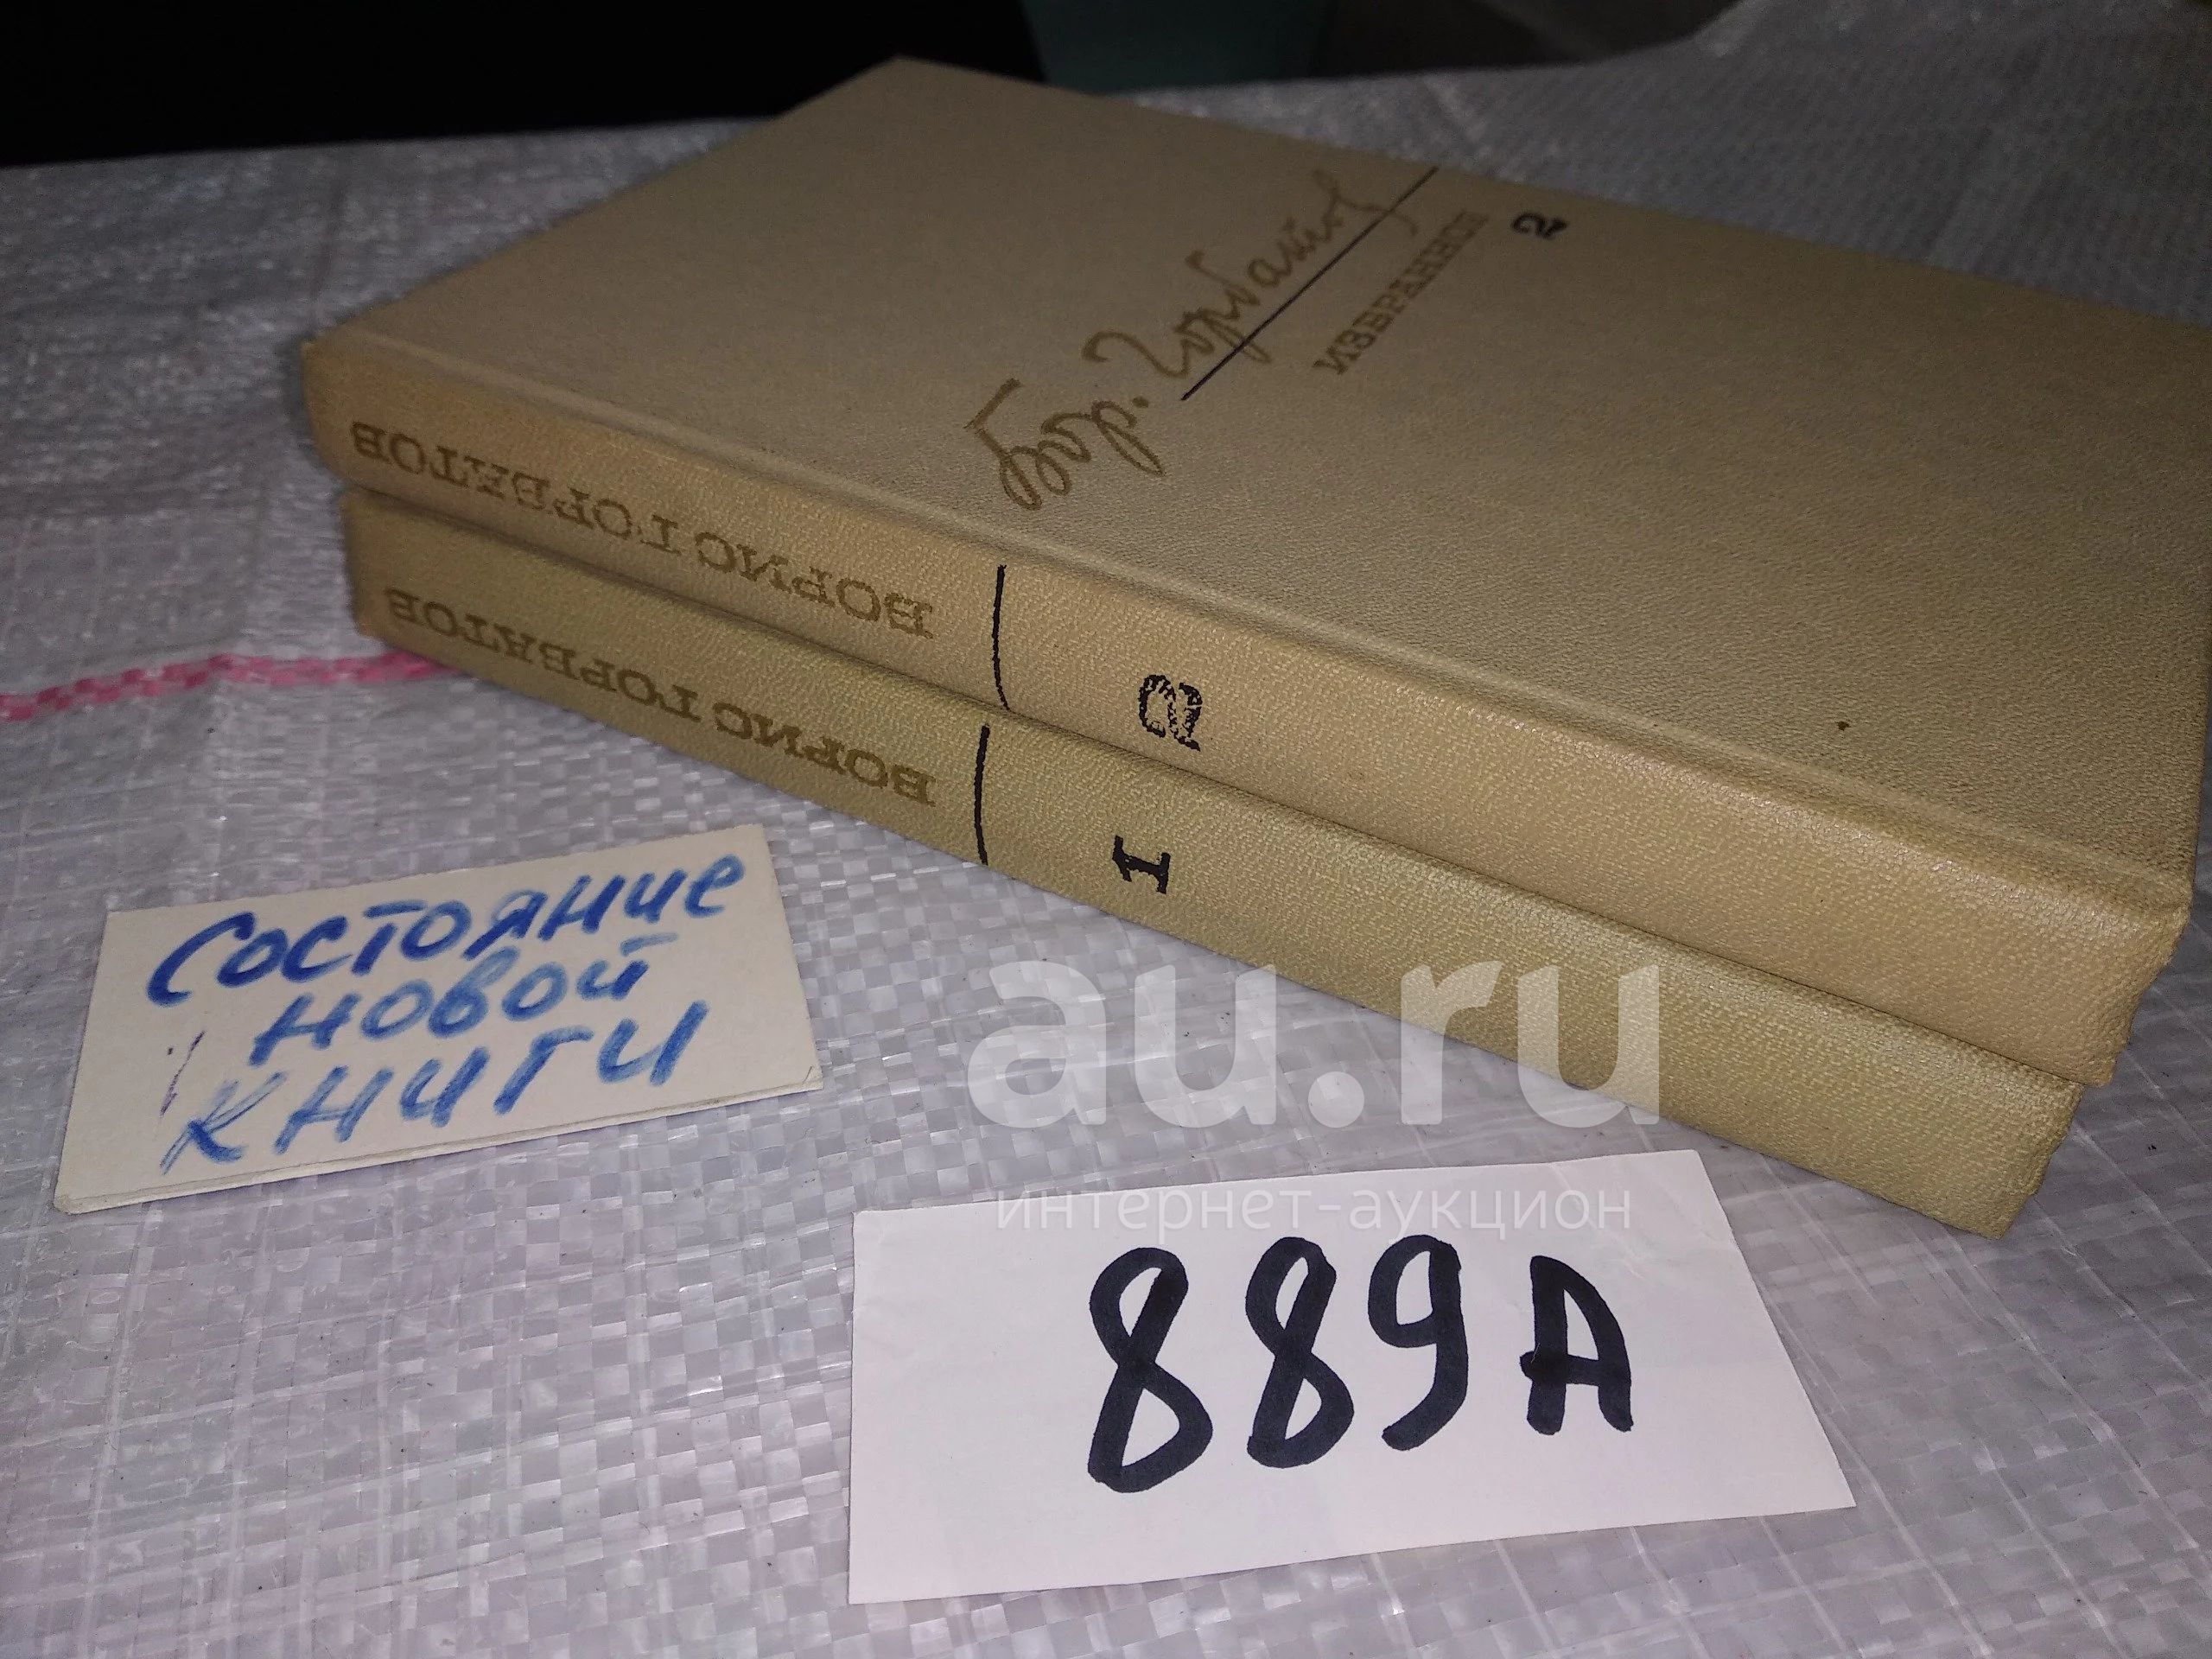 Бор. Горбатов
ИЗБРАННОЕ
2
БОРИС ГОРБАТОВ
2
БОРИС ГОРБАТОВ
1
Состояние
новой
книги
au.ru
интернет-аукцион
889А